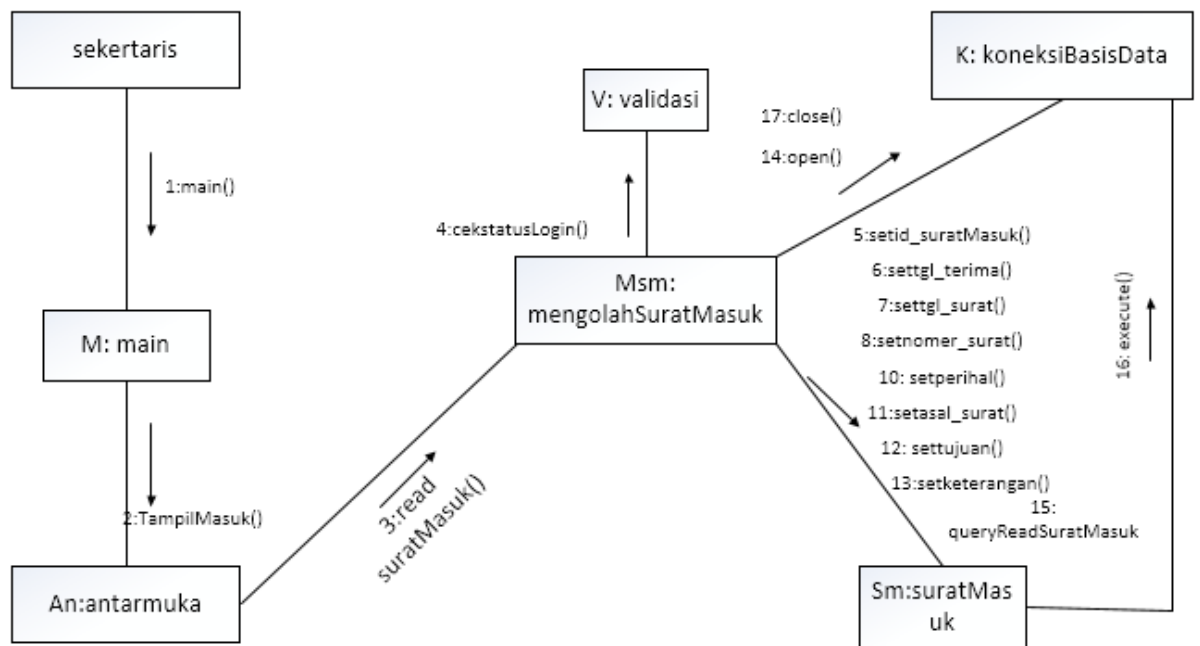 sekertaris
K: koneksiBasisData
V: validasi
17:close()
14:open()
1:main()
4:cekstatusLogin()
5:setid_suratMasuk()
6:settgl_terima()
7:settgl_surat()
8:setnomer_surat()
10: setperihal()
11:setasal_surat()
12: settujuan()
13:setketerangan()
15:
queryReadSuratMasuk
16: execute()
Msm:
mengolahSuratMasuk
M: main
2:TampilMasuk()
3:read
suratMasuk()
An:antarmuka
Sm:suratMas
uk